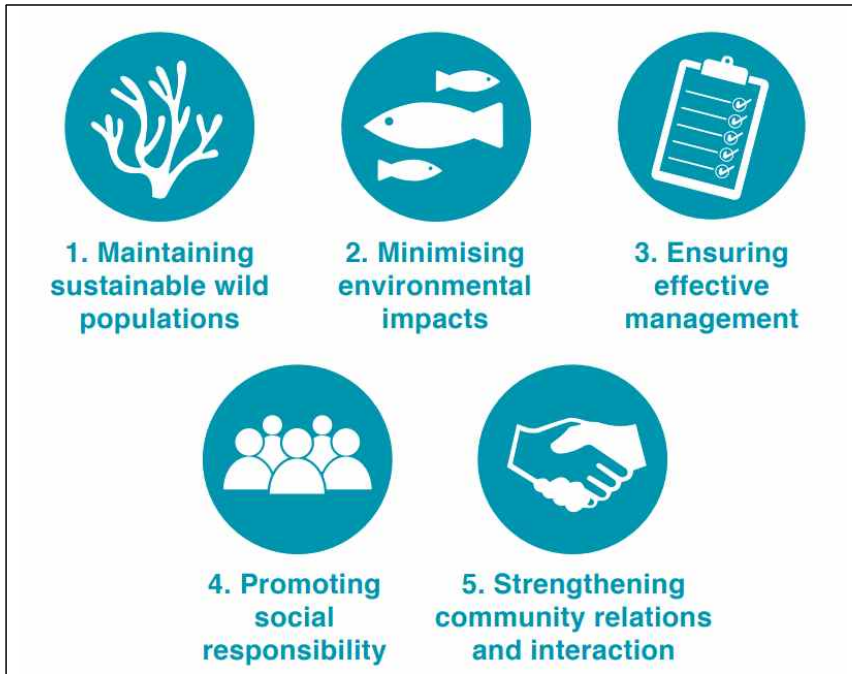 1. Maintaining
sustainable wild
populations
2. Minimising
environmental
impacts
3. Ensuring
effective
management
4. Promoting
social
responsibility
5. Strengthening
community relations
and interaction